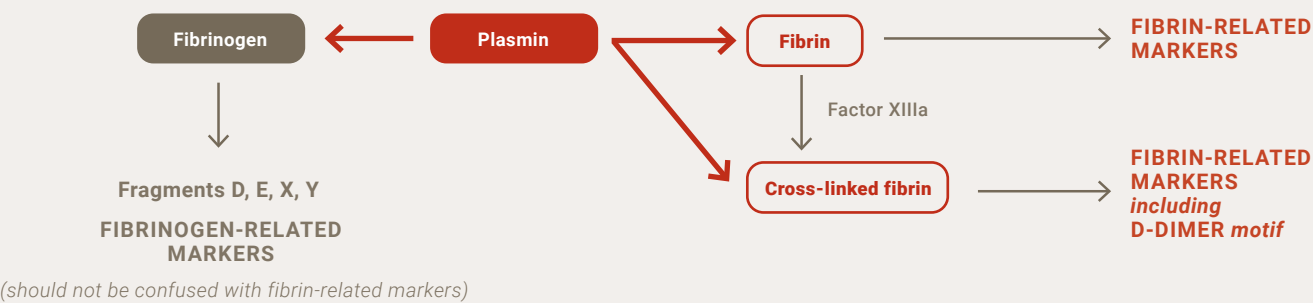 Fibrinogen
Plasmin
Fibrin
FIBRIN-RELATED
MARKERS
Factor XIIIa
Fragments D, E, X, Y
FIBRINOGEN-RELATED
MARKERS
(should not be confused with fibrin-related markers)
Cross-linked fibrin
FIBRIN-RELATED
MARKERS
including
D-DIMER motif